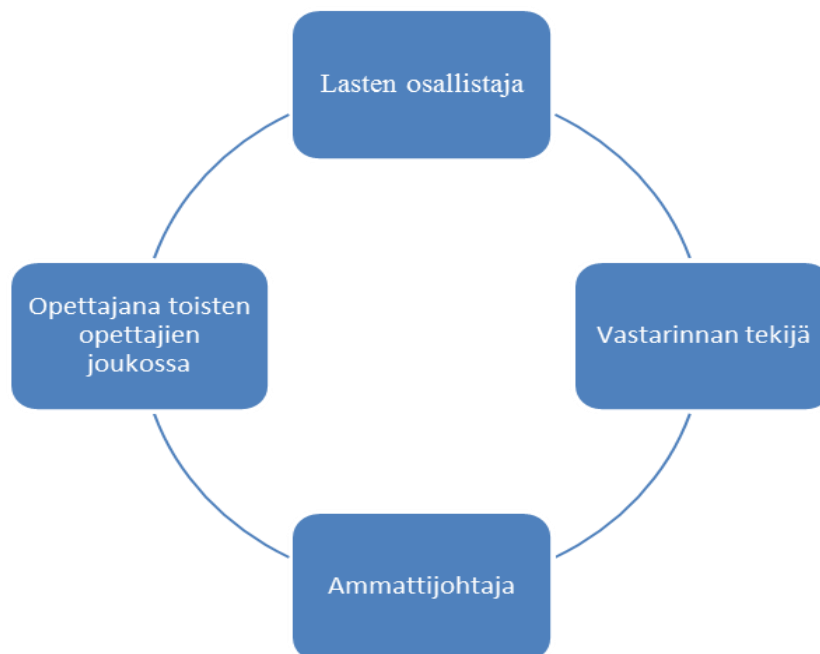 Lasten osallistaja
Opettajana toisten
opettajien
joukossa
Vastarinnan tekijä
Ammattijohtaja